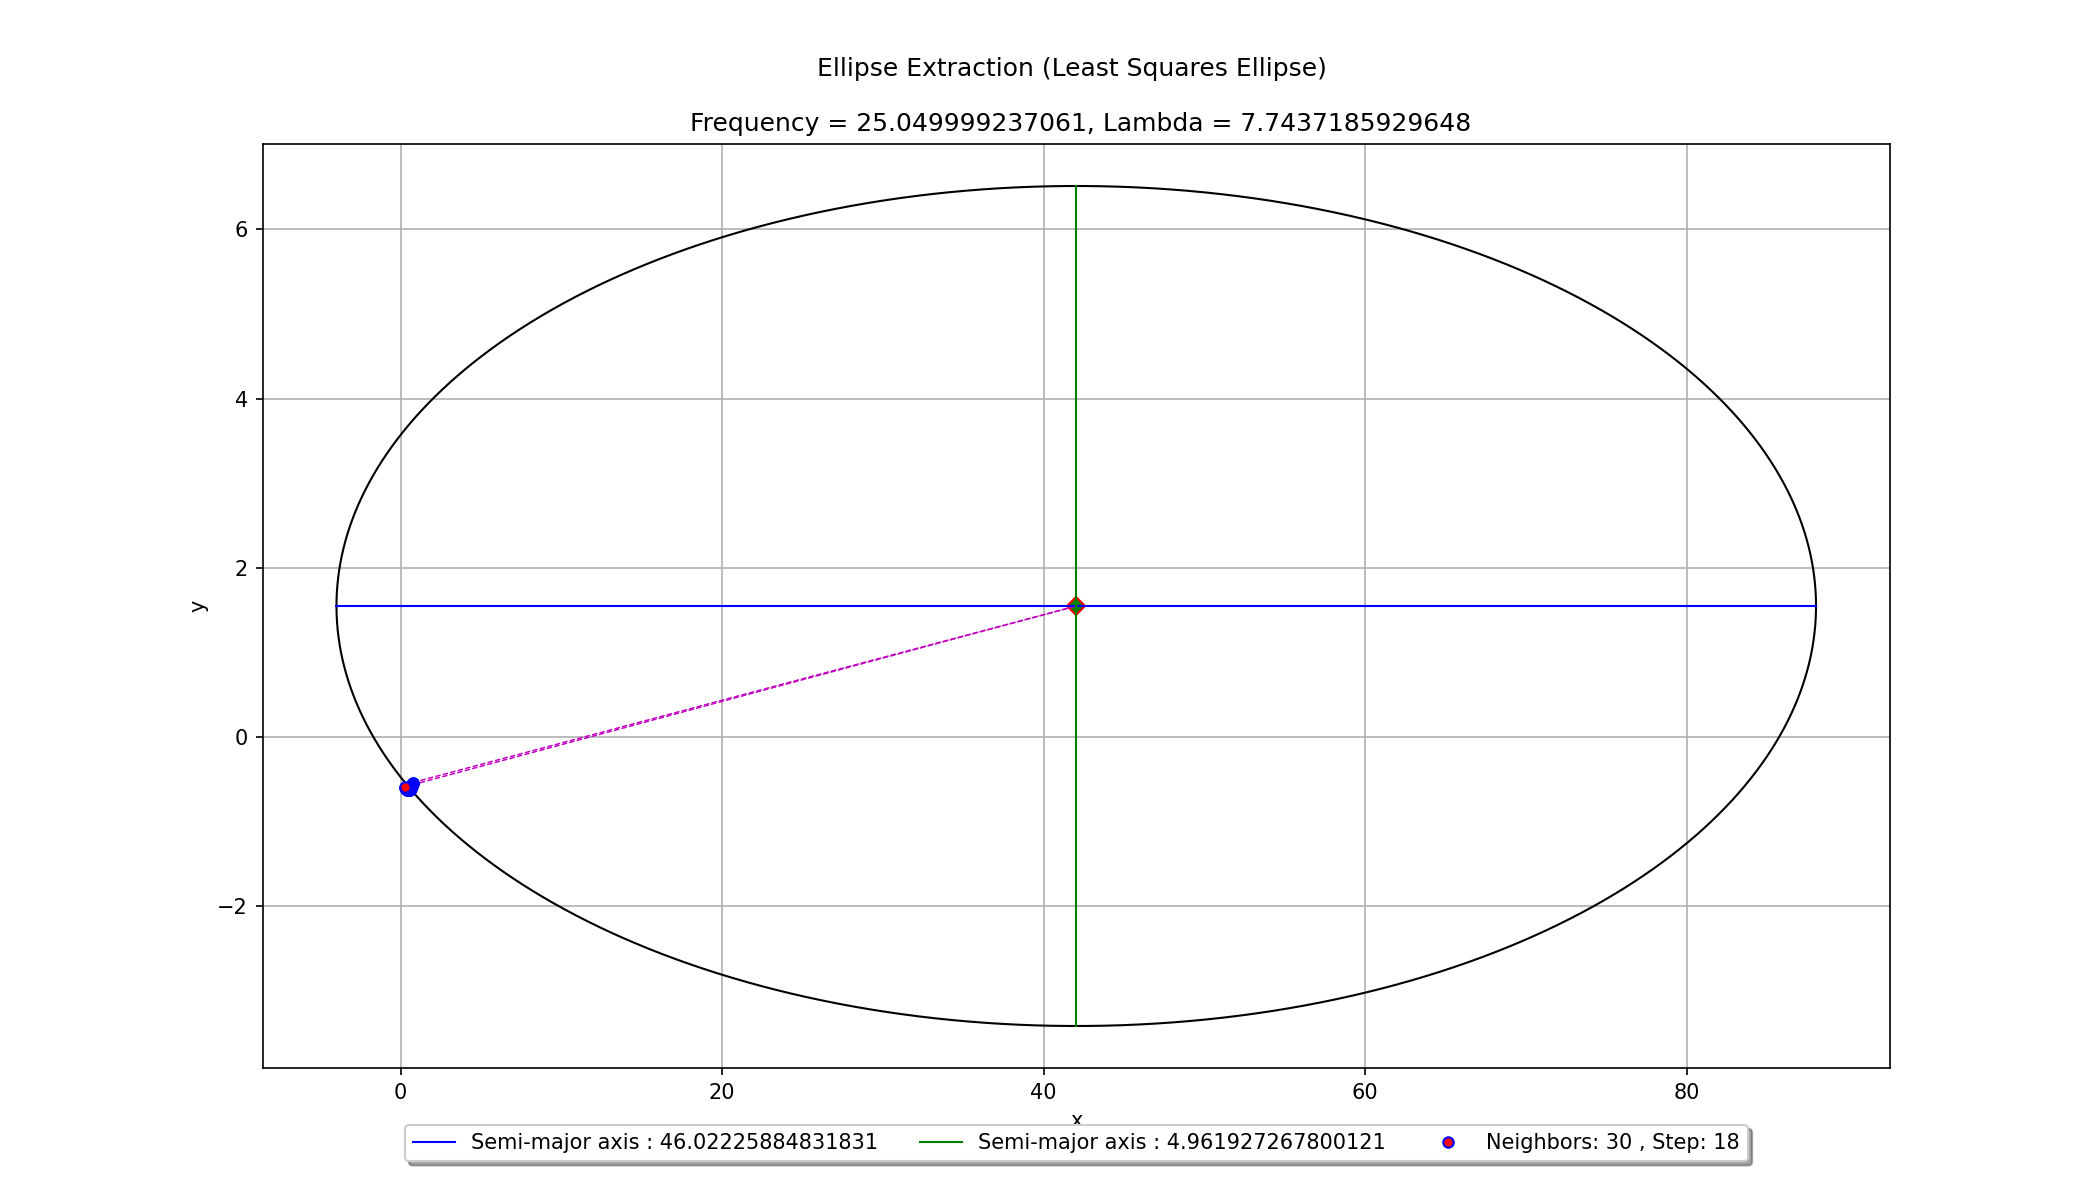 Ellipse Extraction (Least Squares Ellipse)
Frequency = 25.049999237061, Lambda = 7.7437185929648
6
4
2
0
−2
y
0 20 40 60 80
x
Semi-major axis : 46.02225884831831 Semi-major axis : 4.961927267800121 Neighbors: 30 , Step: 18